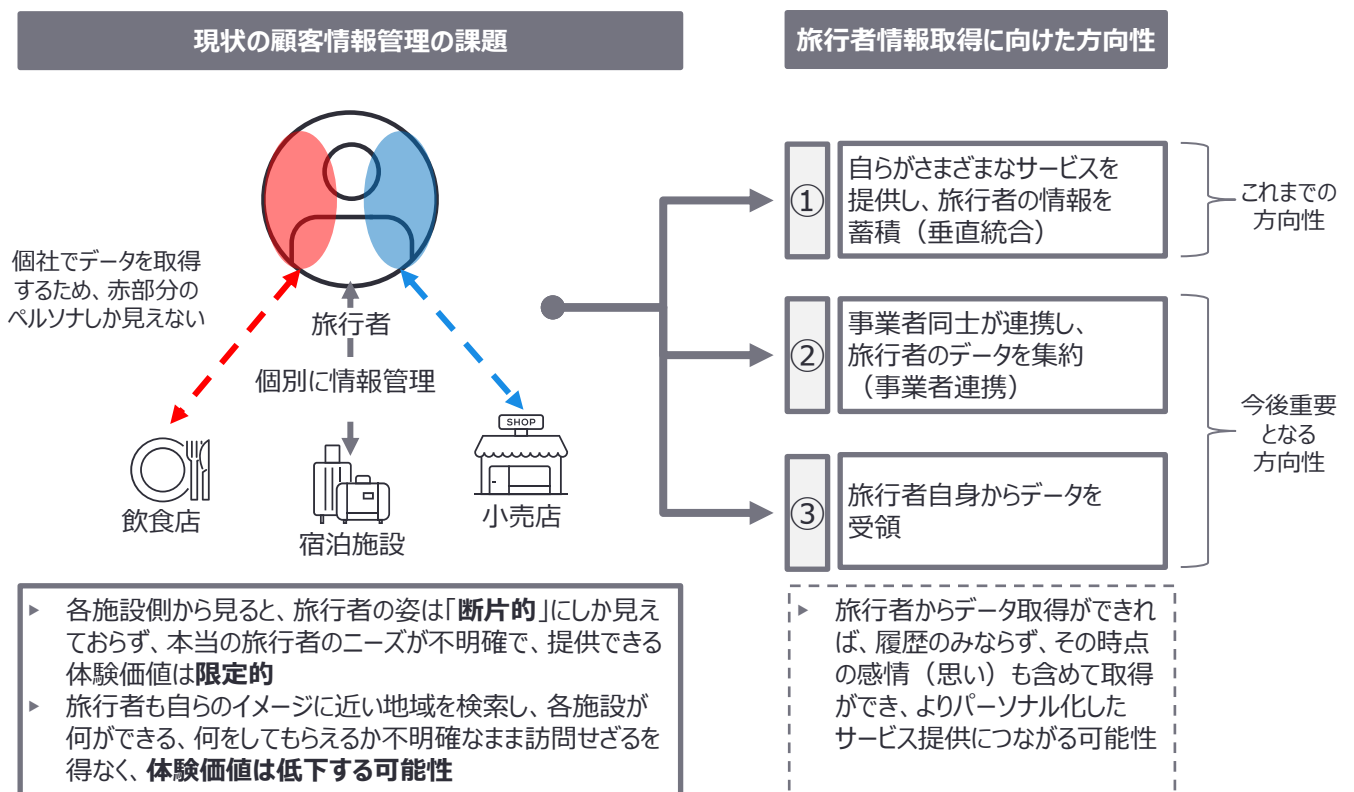 現状の顧客情報管理の課題
旅行者情報取得に向けた方向性
個社でデータを取得
するため、赤部分の
ペルソナしか見えない
旅行者
個別に情報管理
飲食店
宿泊施設
SHOP
小売店
①
自らがさまざまなサービスを
提供し、旅行者の情報を
蓄積（垂直統合）
これまでの
方向性
②
事業者同士が連携し、
旅行者のデータを集約
（事業者連携）
③
旅行者自身からデータを
受領
今後重要
となる
方向性
▶ 各施設側から見ると、旅行者の姿は「断片的」にしか見え
ておらず、本当の旅行者のニーズが不明確で、提供できる
体験価値は限定的
▶ 旅行者も自らのイメージに近い地域を検索し、各施設が
何ができる、何をしてもらえるか不明確なまま訪問せざるを
得なく、体験価値は低下する可能性
▶ 旅行者からデータ取得ができれ
ば、履歴のみならず、その時点
の感情（思い）も含めて取得
ができ、よりパーソナル化した
サービス提供につながる可能性